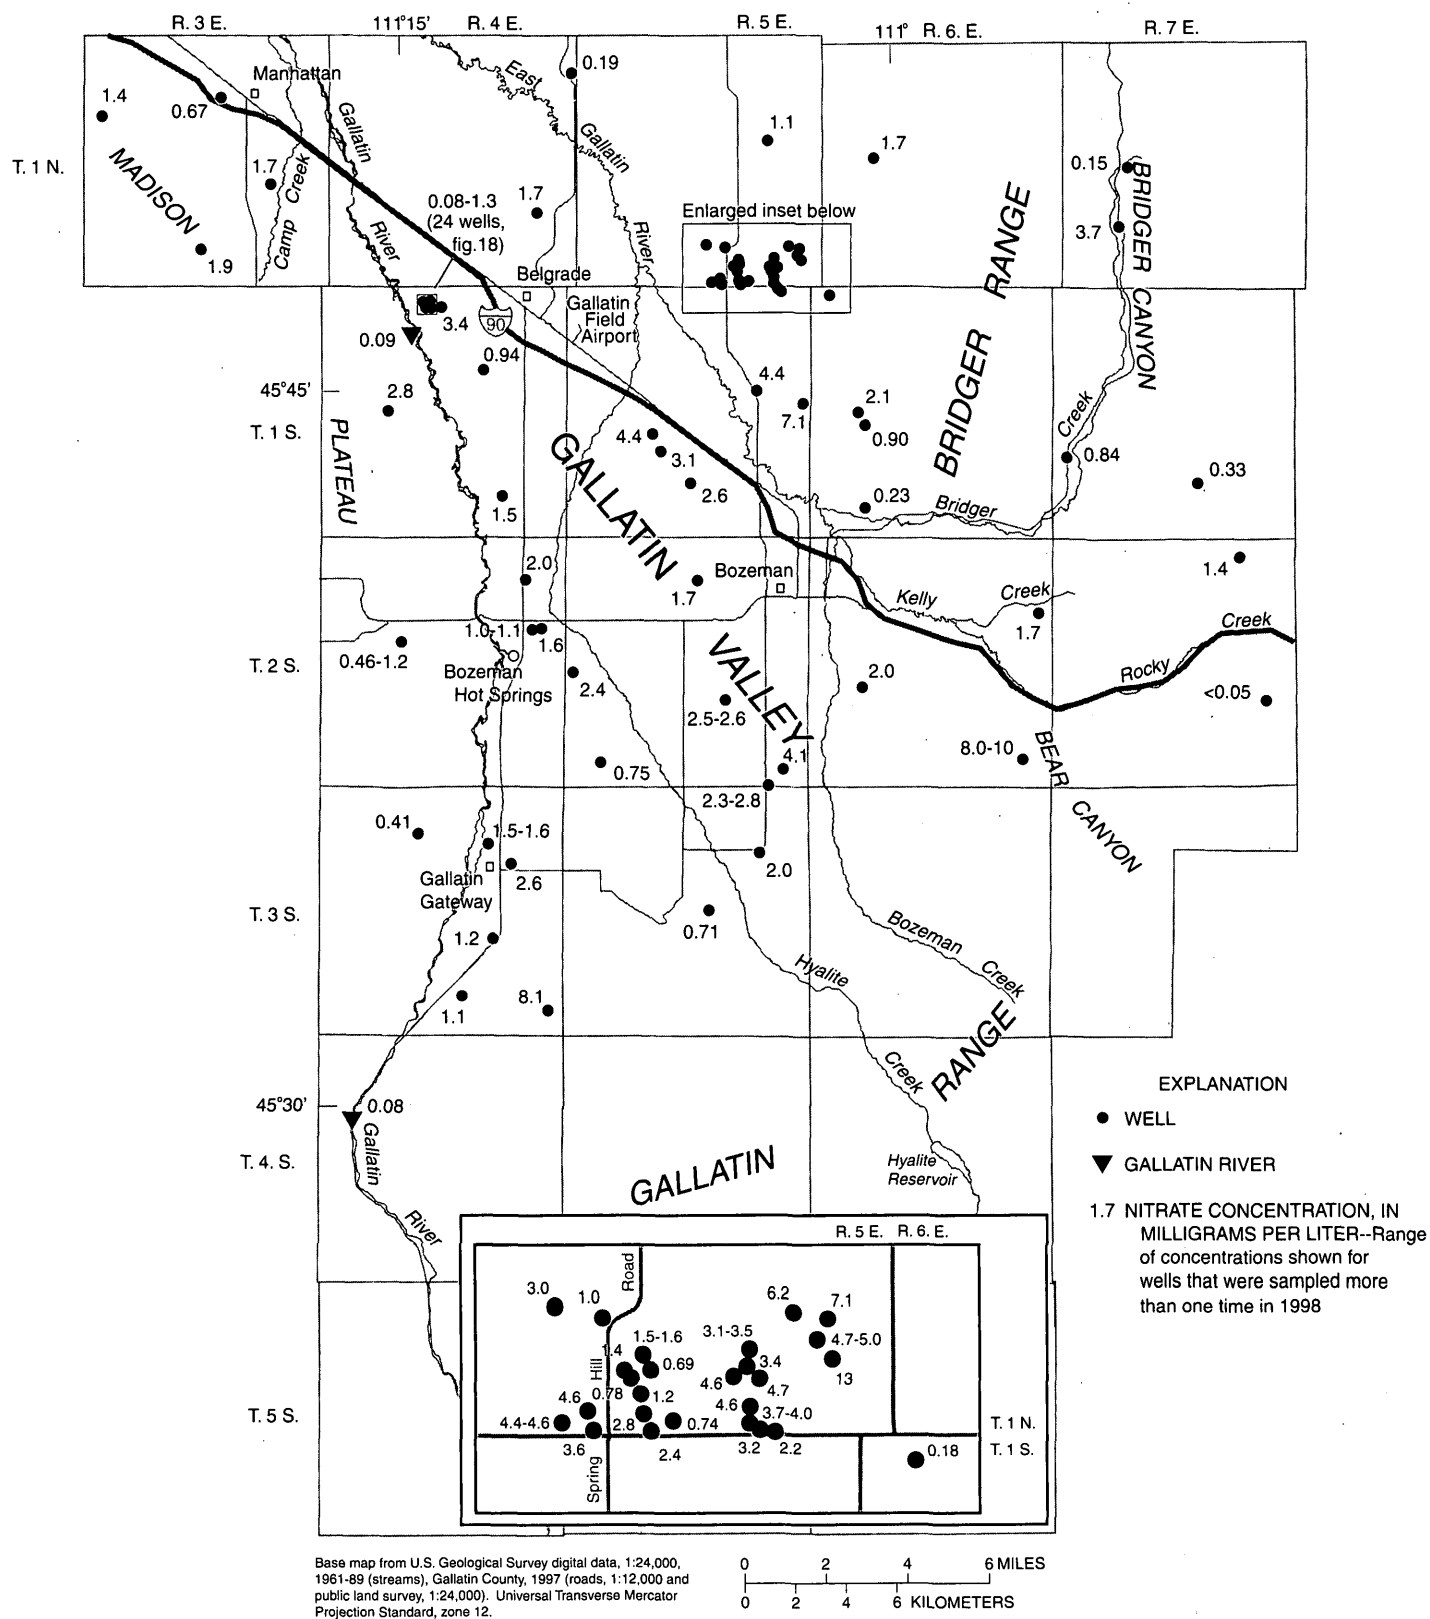 R. 3 E.
111°15'
R. 4 E.
R. 5 E.
111°
R. 6 E.
R. 7 E.
Manhattan
East
0.19
1.4
0.67
Gallatin
Gallatin
1.1
1.7
T. 1 N.
MADISON
1.7
Camp Creek
0.15
BRIDGER CANYON
0.08-1.3
(24 wells,
fig.18)
1.7
Enlarged inset below
BRIDGER RANGE
3.7
River
River
1.9
Belgrade
Gallatin
Field
Airport
3.4
90
0.09
0.94
45°45'
2.8
4.4
7.1
2.1
0.90
Creek
T. 1 S.
PLATEAU
GALLATIN
4.4
3.1
0.84
0.33
2.6
1.5
0.23
Bridger
2.0
Bozeman
1.7
Kelly
Creek
1.4
1.7
Creek
1.0-1.1
1.6
0.46-1.2
T. 2 S.
Bozeman
Hot Springs
VALLEY
2.4
2.0
Rocky
<0.05
2.5-2.6
8.0-10
BEAR CANYON
4.1
0.75
2.3-2.8
0.41
1.5-1.6
2.6
2.0
Gallatin
Gateway
T. 3 S.
0.71
1.2
Bozeman
Creek
Hyalite
8.1
1.1
RANGE
Creek
45°30'
0.08
Gallatin
T. 4. S.
GALLATIN
Hyalite
Reservoir
River
EXPLANATION
WELL
GALLATIN RIVER
1.7 NITRATE CONCENTRATION, IN
MILLIGRAMS PER LITER--Range
of concentrations shown for
wells that were sampled more
than one time in 1998
R. 5 E.
R. 6. E.
Road
3.0
1.0
6.2
7.1
1.5-1.6
3.1-3.5
4.7-5.0
1.4
0.69
3.4
13
Hill
4.6
4.7
4.6
0.78
1.2
4.6
3.7-4.0
4.4-4.6
2.8
0.74
T. 5 S.
T. 1 N.
3.6
2.4
3.2
2.2
0.18
T. 1 S.
Spring
Base map from U.S. Geological Survey digital data, 1:24,000,
1961-89 (streams), Gallatin County, 1997 (roads, 1:12,000 and
public land survey, 1:24,000). Universal Transverse Mercator
Projection Standard, zone 12.
0 2 4 6 MILES
0 2 4 6 KILOMETERS